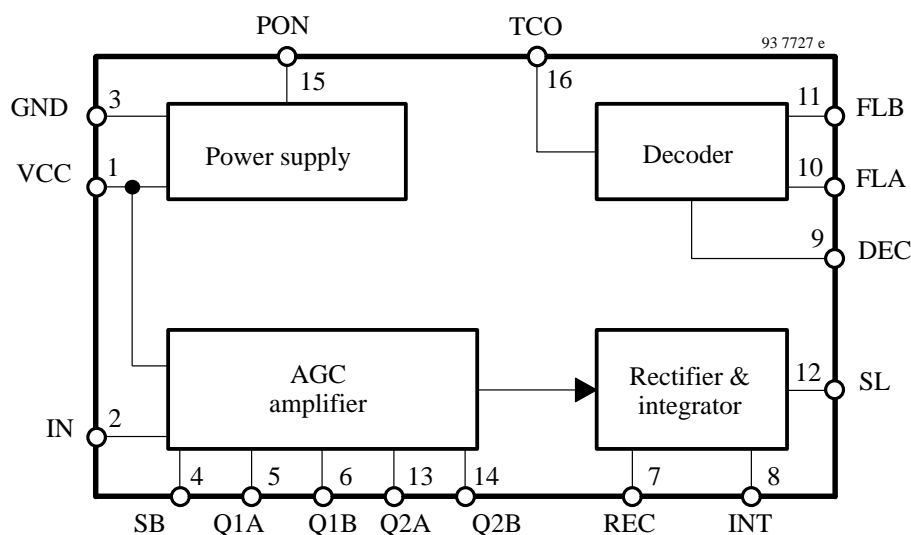 PON
TCO
93 7727 e
15
16
GND
3
11
FLB
Power supply
Decoder
VCC
1
10
FLA
9
DEC
AGC
amplifier
Rectifier &
integrator
12
SL
IN
2
4
5
6
13
14
7
8
SB
Q1A
Q1B
Q2A
Q2B
REC
INT